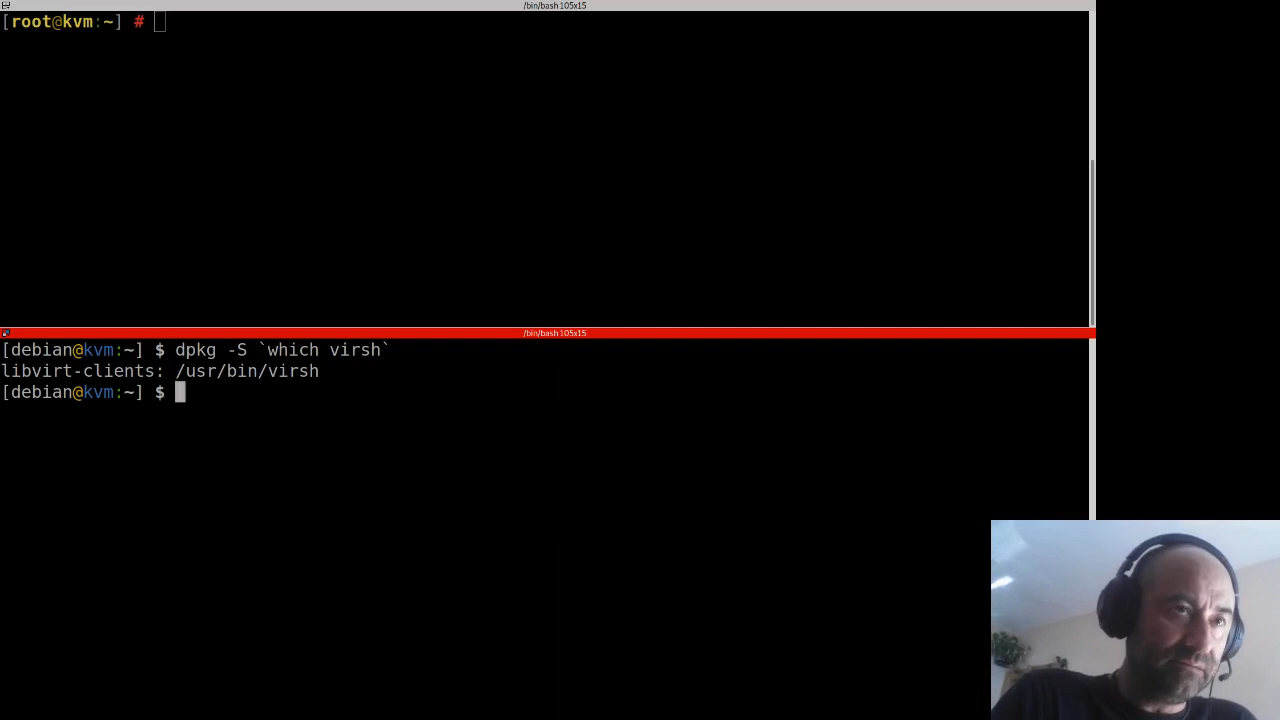 /bin/bash 105x15
[root@kvm:~] #
/bin/bash 105x15
[debian@kvm:~] $ dpkg -S `which virsh`
libvirt-clients: /usr/bin/virsh
[debian@kvm:~] $